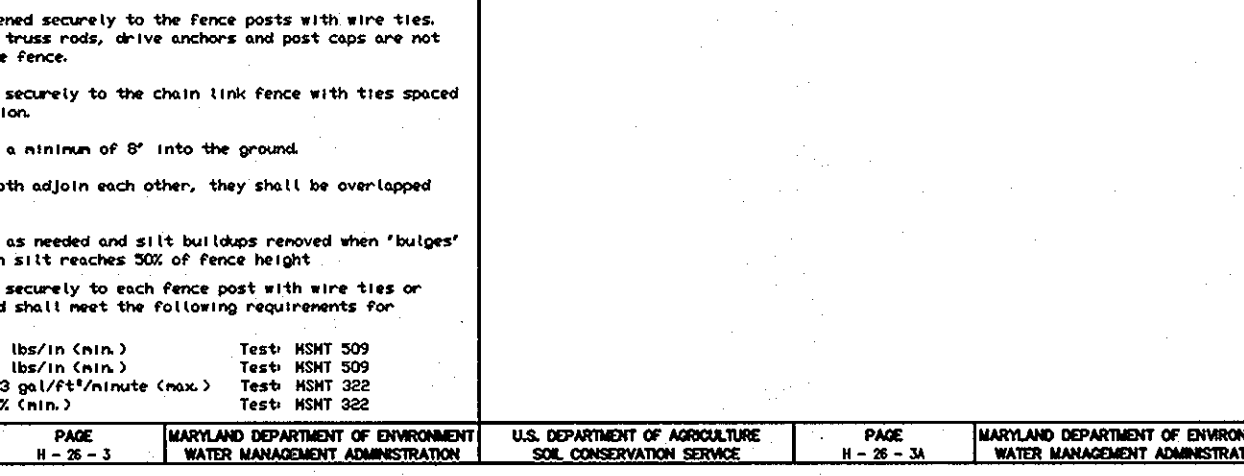 ened securely to the fence posts with wire ties.
truss rods, drive anchors and post caps are not
e fence.
securely to the chain link fence with ties spaced
ion.
a minimum of 8" into the ground.
oth adjoin each other, they shall be overlapped
as needed and silt buildups removed when "bulges"
n silt reaches 50% of fence height
securely to each fence post with wire ties or
d shall meet the following requirements for
lbs/in (min.) Test: MSMT 509
lbs/in (min.) Test: MSMT 509
3 gal/ft²/minute (max.) Test: MSMT 322
% (min.) Test: MSMT 322
PAGE
H - 26 - 3
MARYLAND DEPARTMENT OF ENVIRONMENT
WATER MANAGEMENT ADMINISTRATION
U.S. DEPARTMENT OF AGRICULTURE
SOIL CONSERVATION SERVICE
PAGE
H - 26 - 3A
MARYLAND DEPARTMENT OF ENVIRON
WATER MANAGEMENT ADMINISTRAT